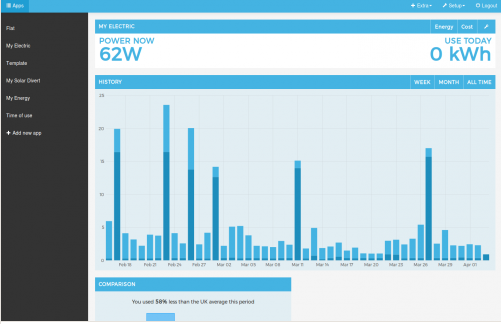 Apps
Extra
Setup
Logout
Flat
My Electric
Template
My Solar Divert
My Energy
Time of use
+ Add new app
MY ELECTRIC
Energy
Cost
POWER NOW
62W
USE TODAY
0 kWh
HISTORY
WEEK
MONTH
ALL TIME
25
20
15
10
5
0
Feb 18
Feb 21
Feb 24
Feb 27
Mar 02
Mar 05
Mar 08
Mar 11
Mar 14
Mar 17
Mar 20
Mar 23
Mar 26
Mar 29
Apr 01
COMPARISON
You used 58% less than the UK average this period